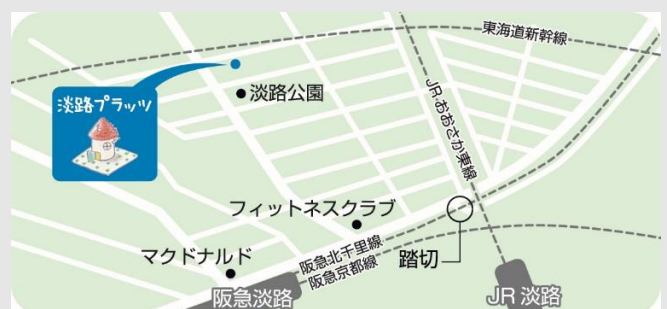 東海道新幹線
淡路プラッツ
淡路公園
JRおおさか東線
フィットネスクラブ
マクドナルド
阪急北千里線
阪急京都線
踏切
阪急淡路
JR 淡路